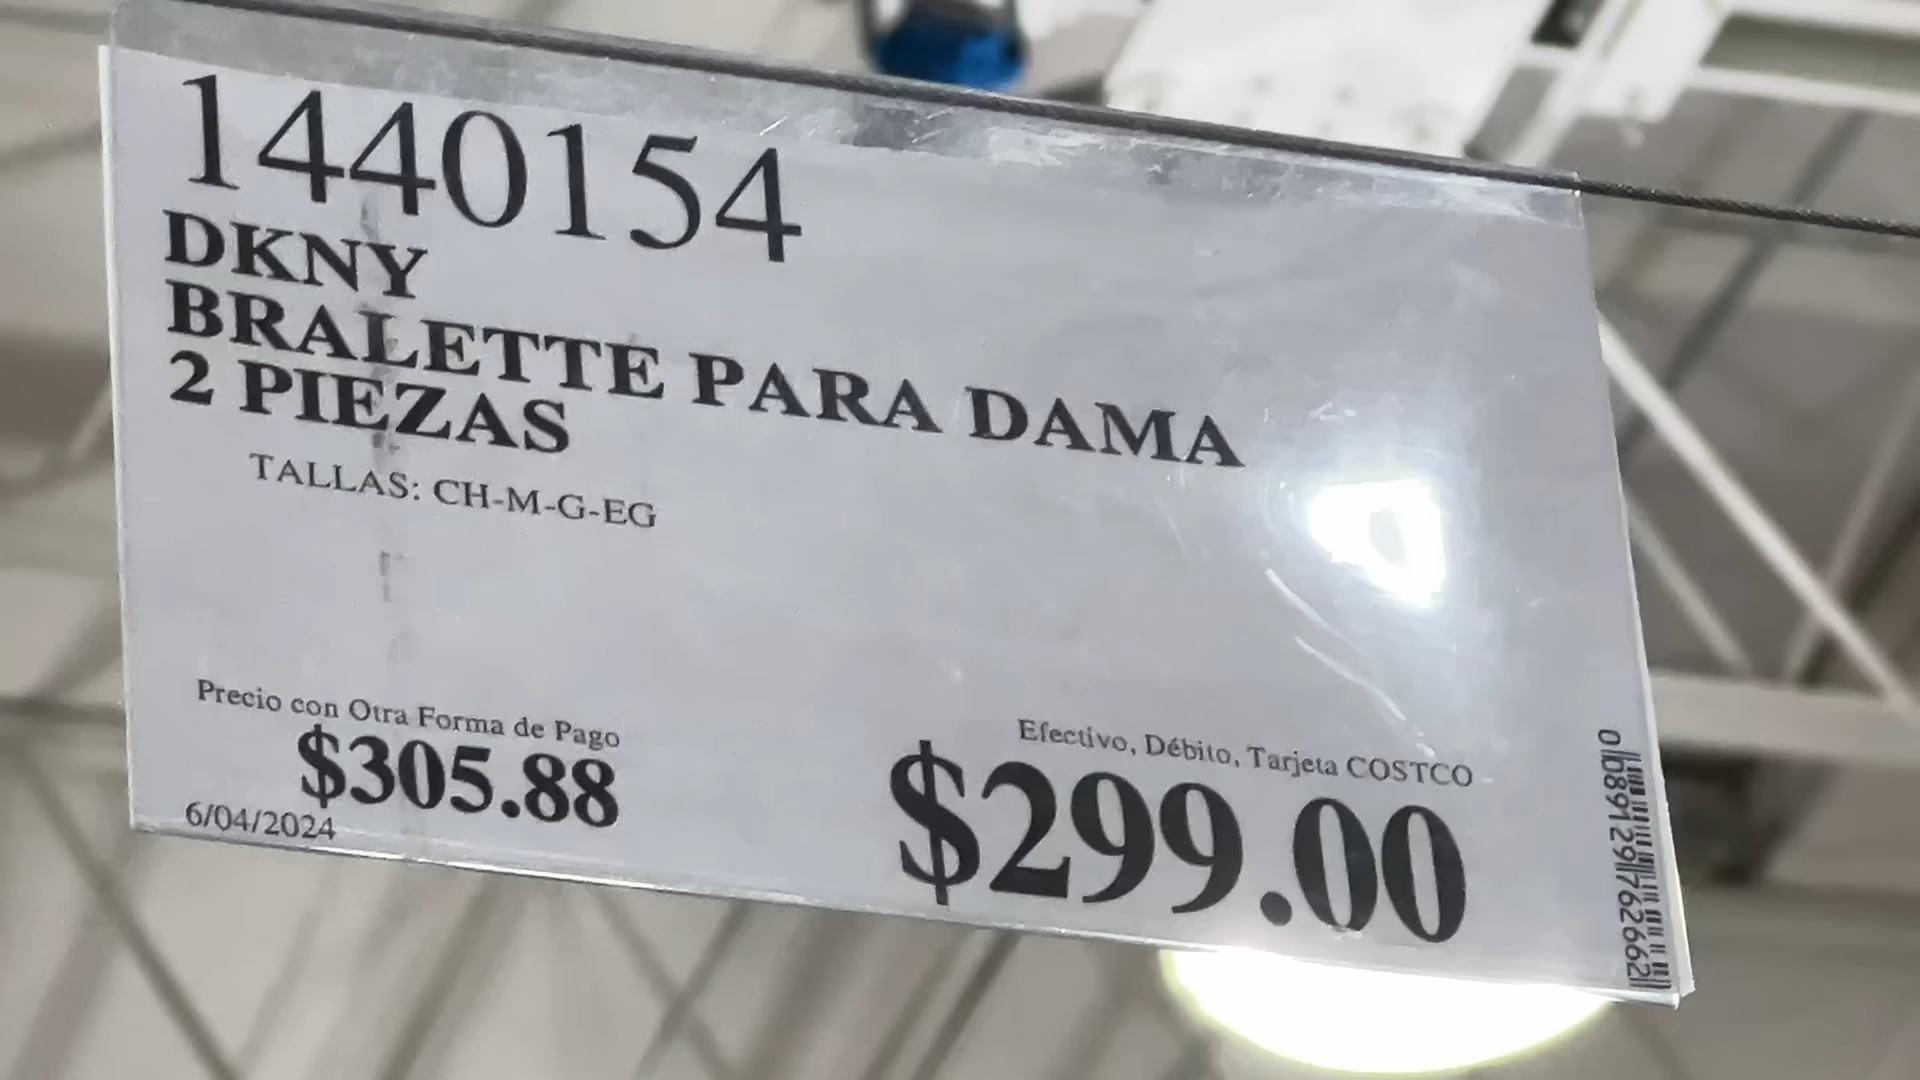 1440154
DKNY
BRALETTE PARA DAMA
2 PIEZAS
TALLAS: CH-M-G-EG
Precio con Otra Forma de Pago
$305.88
6/04/2024
Efectivo, Débito, Tarjeta COSTCO
$299.00